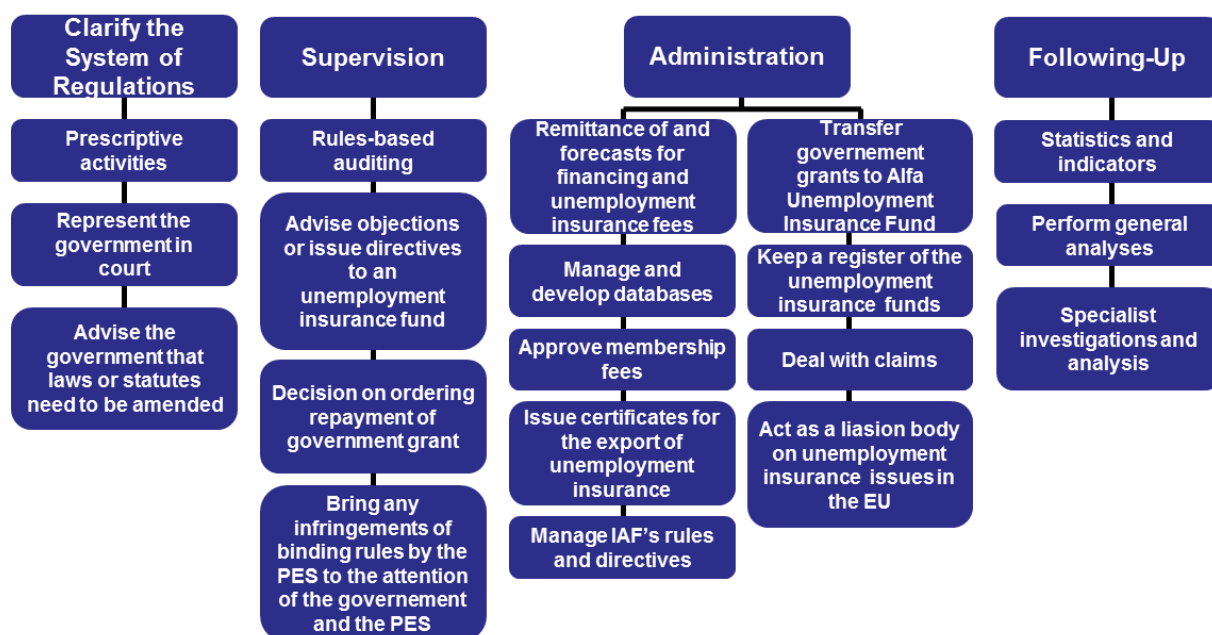 Clarify the
System of
Regulations
Prescriptive
activities
Represent the
government in
court
Advise the
government that
laws or statutes
need to be amended
Supervision
Rules-based
auditing
Advise objections
or issue directives
to an
unemployment
insurance fund
Decision on ordering
repayment of
government grant
Bring any
infringements of
binding rules by the
PES to the attention
of the governement
and the PES
Administration
Remittance of and
forecasts for
financing and
unemployment
insurance fees
Manage and
develop databases
Approve membership
fees
Issue certificates for
the export of
unemployment
insurance
Manage IAF's rules
and directives
Transfer
governement
grants to Alfa
Unemployment
Insurance Fund
Keep a register of the
unemployment
insurance funds
Deal with claims
Act as a liasion body
on unemployment
insurance issues in
the EU
Following-Up
Statistics and
indicators
Perform general
analyses
Specialist
investigations and
analysis